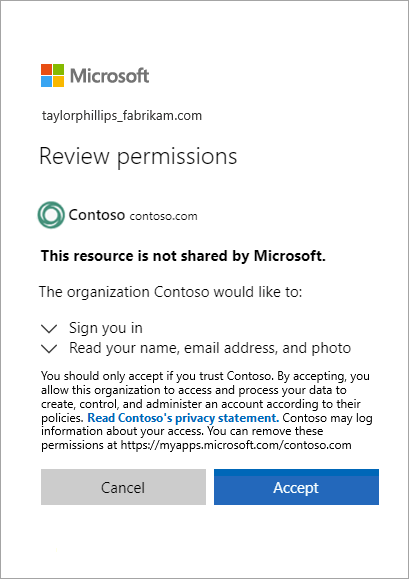 Microsoft
taylorphillips_fabrikam.com
Review permissions
Contoso contoso.com
This resource is not shared by Microsoft.
The organization Contoso would like to:
Sign you in
Read your name, email address, and photo
You should only accept if you trust Contoso. By accepting, you
allow this organization to access and process your data to
create, control, and administer an account according to their
policies. Read Contoso's privacy statement. Contoso may log
information about your access. You can remove these
permissions at https://myapps.microsoft.com/contoso.com
Cancel Accept